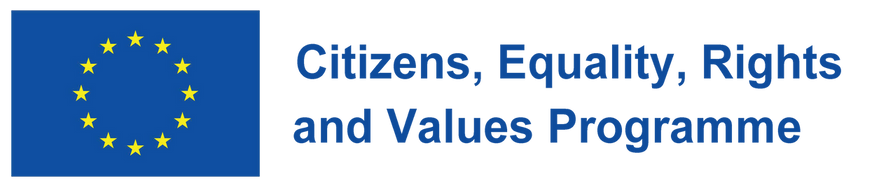 Citizens, Equality, Rights
and Values Programme